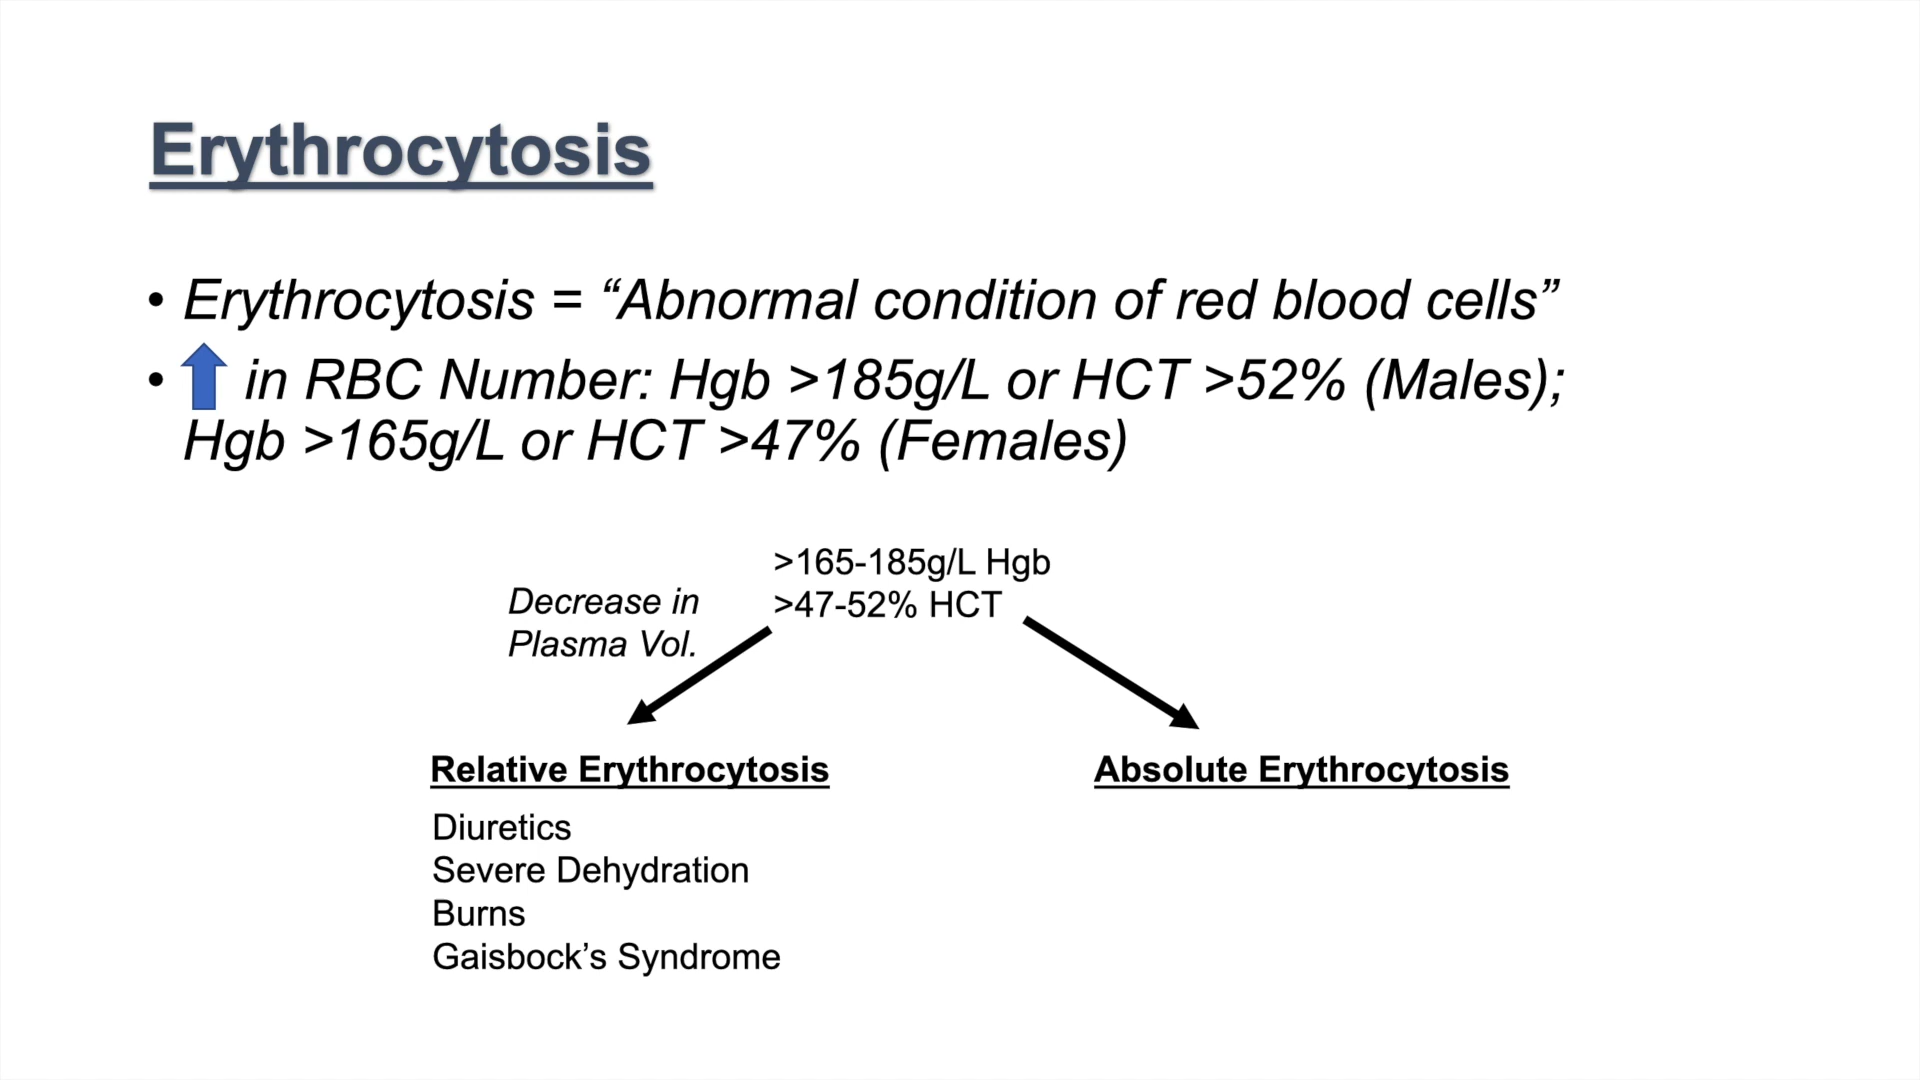 Erythrocytosis
• Erythrocytosis = “Abnormal condition of red blood cells”
• in RBC Number: Hgb >185g/L or HCT >52% (Males);
Hgb >165g/L or HCT >47% (Females)
>165-185g/L Hgb
>47-52% HCT
Decrease in
Plasma Vol.
Relative Erythrocytosis
Diuretics
Severe Dehydration
Burns
Gaisbock’s Syndrome
Absolute Erythrocytosis